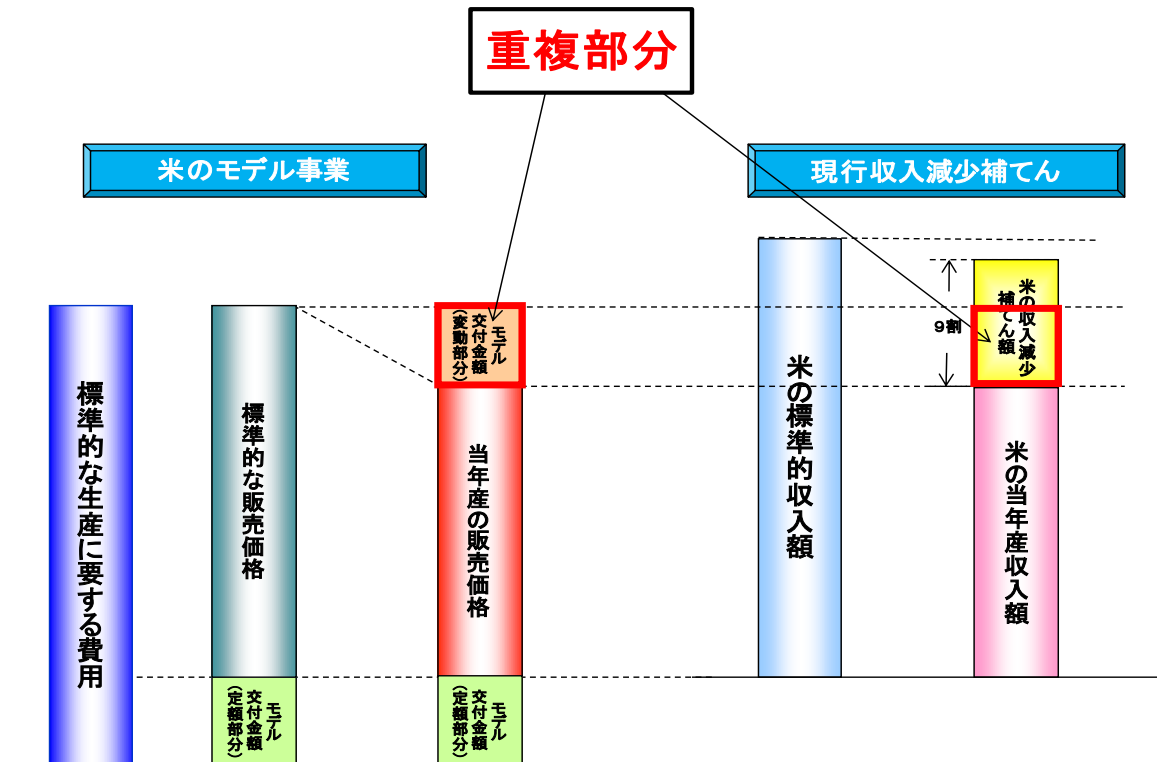 重複部分
米のモデル事業
現行収入減少補てん
標準的な生産に要する費用
標準的な販売価格
モデル
交付金額
(定額部分)
モデル
交付金額
(変動部分)
当年産の販売価格
モデル
交付金額
(定額部分)
米の標準的収入額
9割
米の収入減少
補てん額
米の当年産収入額